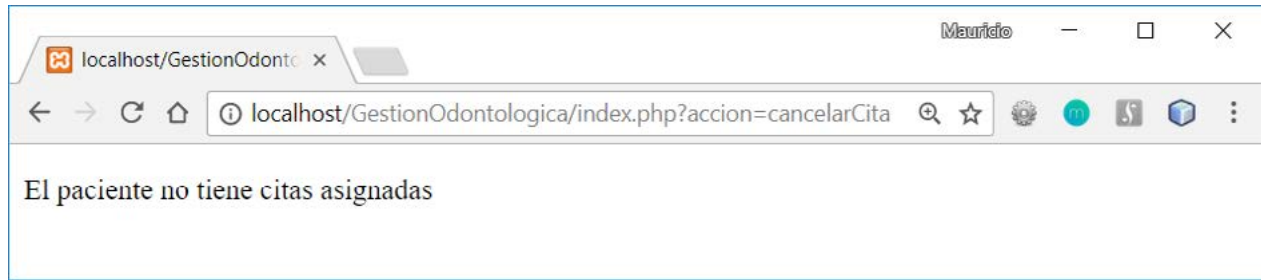 Mauricio
localhost/GestionOdonto
localhost/GestionOdontologica/index.php?accion=cancelarCita
El paciente no tiene citas asignadas